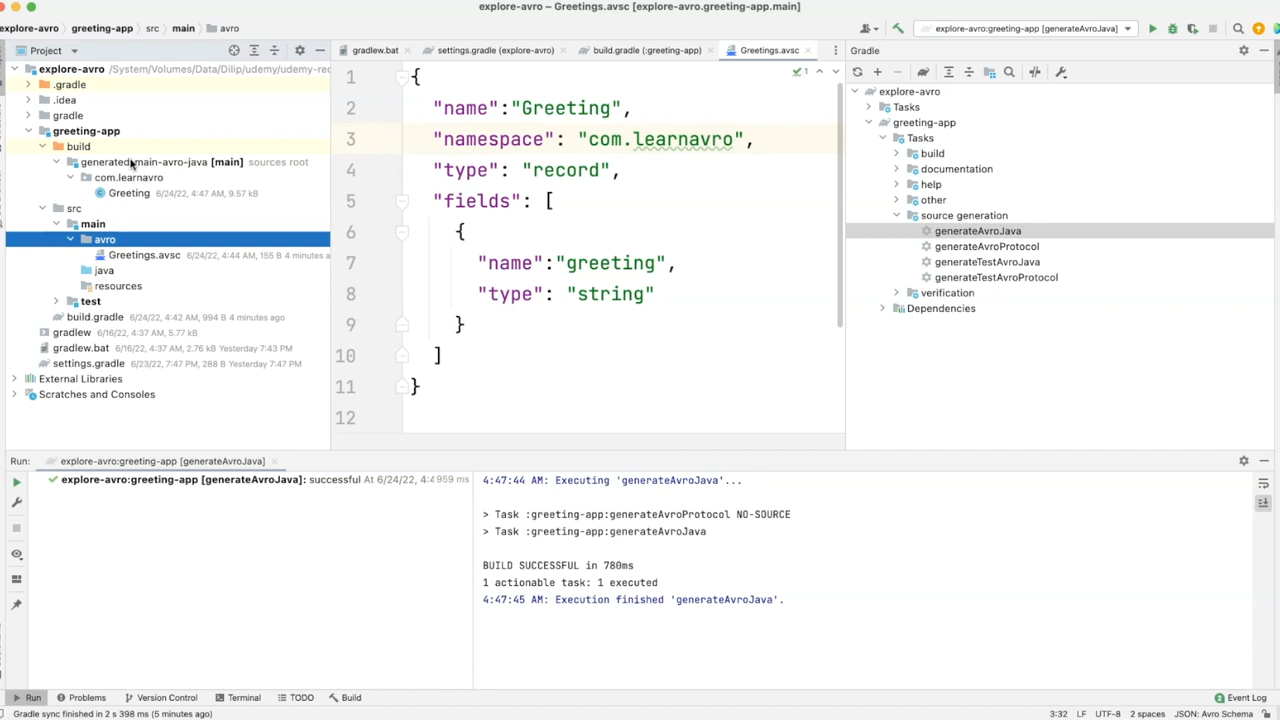 explore-avro – Greetings.avsc [explore-avro.greeting-app.main]
explore-avro greeting-app src main avro
explore-avro:greeting-app [generateAvroJava]
Project
explore-avro /System/Volumes/Data/Dilip/udemy/udemy-rec
.gradle
.idea
gradle
greeting-app
build
generated-main-avro-java [main] sources root
com.learnavro
Greeting 6/24/22, 4:47 AM, 9.57 kB
src
main
avro
Greetings.avsc 6/24/22, 4:44 AM, 155 B 4 minutes a
java
resources
test
build.gradle 6/24/22, 4:42 AM, 994 B 4 minutes ago
gradlew 6/16/22, 4:37 AM, 5.77 kB
gradlew.bat 6/16/22, 4:37 AM, 2.76 kB Yesterday 7:43 PM
settings.gradle 6/23/22, 7:47 PM, 288 B Yesterday 7:47 PM
External Libraries
Scratches and Consoles
gradlew.bat settings.gradle (explore-avro) build.gradle (:greeting-app) Greetings.avsc
1
1 {
2 "name":"Greeting",
3 "namespace": "com.learnavro",
4 "type": "record",
5 "fields": [
6 {
7 "name":"greeting",
8 "type": "string"
9 }
10 ]
11 }
12
Gradle
explore-avro
Tasks
greeting-app
Tasks
build
documentation
help
other
source generation
generateAvroJava
generateAvroProtocol
generateTestAvroJava
generateTestAvroProtocol
verification
Dependencies
Run: explore-avro:greeting-app [generateAvroJava]
explore-avro:greeting-app [generateAvroJava]: successful At 6/24/22, 4:4 959 ms
4:47:44 AM: Executing 'generateAvroJava'...
> Task :greeting-app:generateAvroProtocol NO-SOURCE
> Task :greeting-app:generateAvroJava
BUILD SUCCESSFUL in 780ms
1 actionable task: 1 executed
4:47:45 AM: Execution finished 'generateAvroJava'.
Run Problems Version Control Terminal TODO Build Event Log
Gradle sync finished in 2 s 398 ms (5 minutes ago) 3:32 LF UTF-8 2 spaces JSON: Avro Schema